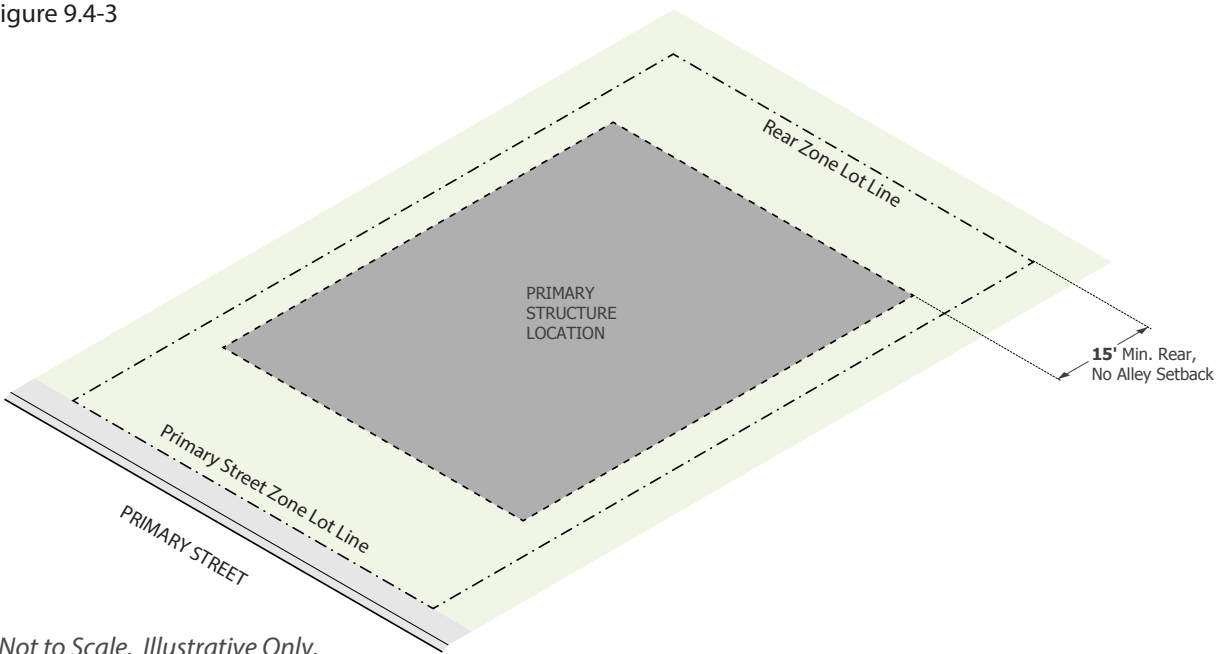 igure 9.4-3
Rear Zone Lot Line
PRIMARY
STRUCTURE
LOCATION
15' Min. Rear,
No Alley Setback
Primary Street Zone Lot Line
PRIMARY STREET
Not to Scale. Illustrative Only.